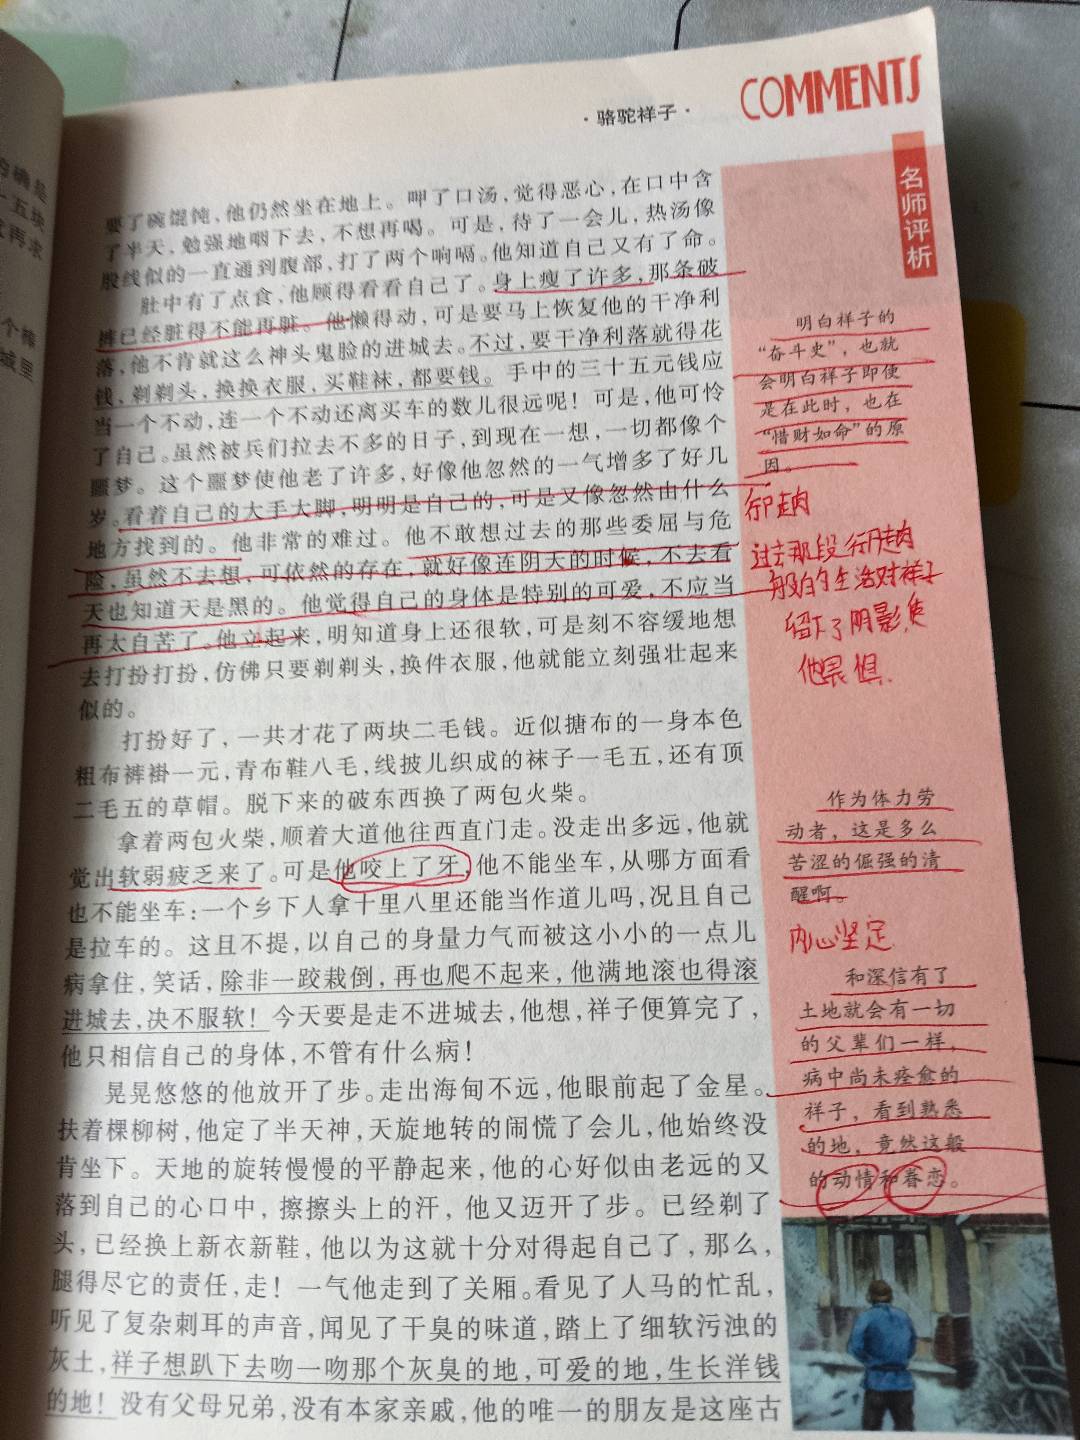 COMMENTS
·骆驼祥子·
名师评析
要了碗馄饨,他仍然坐在地上。呷了口汤,觉得恶心,在口中含
了半天,勉强地咽下去,不想再喝。可是,待了一会儿,热汤像
股线似的一直通到腹部,打了两个响嗝。他知道自己又有了命。
肚中有了点食,他顾得看看自己了。身上瘦了许多,那条破
裤已经脏得不能再脏。他懒得动,可是要马上恢复他的干净利
落,他不肯就这么神头鬼脸的进城去。不过,要干净利落就得花
钱,剃剃头,换换衣服,买鞋袜,都要钱。手中的三十五元钱应
当一个不动,连一个不动还离买车的数儿很远呢!可是,他可怜
了自己。虽然被兵们拉去不多的日子,到现在一想,一切都像个
噩梦。这个噩梦使他老了许多,好像他忽然的一气增多了好几
岁。看着自己的大手大脚,明明是自己的,可是又像忽然由什么
地方找到的。他非常的难过。他不敢想过去的那些委屈与危
险,虽然不去想,可依然的存在,就好像连阴天的时候,不去看
天也知道天是黑的。他觉得自己的身体是特别的可爱,不应当
再太自苦了。他立起来,明知道身上还很软,可是刻不容缓地想
去打扮打扮,仿佛只要剃剃头,换件衣服,他就能立刻强壮起来
似的。
打扮好了,一共才花了两块二毛钱。近似搪布的一身本色
粗布裤褂一元,青布鞋八毛,线披儿织成的袜子一毛五,还有顶
二毛五的草帽。脱下来的破东西换了两包火柴。
拿着两包火柴,顺着大道他往西直门走。没走出多远,他就
觉出软弱疲乏来了。可是他咬上了牙,他不能坐车,从哪方面看
也不能坐车:一个乡下人拿十里八里还能当作道儿吗,况且自己
是拉车的。这且不提,以自己的身量力气而被这小小的一点儿
病拿住,笑话,除非一跤栽倒,再也爬不起来,他满地滚也得滚
进城去,决不服软!今天要是走不进城去,他想,祥子便算完了,
他只相信自己的身体,不管有什么病!
晃晃悠悠的他放开了步。走出海甸不远,他眼前起了金星。
扶着棵柳树,他定了半天神,天旋地转的闹慌了会儿,他始终没
肯坐下。天地的旋转慢慢的平静起来,他的心好似由老远的又
落到自己的心口中,擦擦头上的汗,他又迈开了步。已经剃了
头,已经换上新衣新鞋,他以为这就十分对得起自己了,那么,
腿得尽它的责任,走!一气他走到了关厢。看见了人马的忙乱,
听见了复杂刺耳的声音,闻见了干臭的味道,踏上了细软污浊的
灰土,祥子想趴下去吻一吻那个灰臭的地,可爱的地,生长洋钱
的地!没有父母兄弟,没有本家亲戚,他的唯一的朋友是这座古
明白祥子的
“奋斗史”,也就
会明白祥子即使
是在此时,也在
“惜财如命”的原
因。
过去那段行尸走肉
般的生活对祥子
留下了阴影,使
他畏惧.
作为体力劳
动者,这是多么
苦涩的倔强的清
醒啊。
内心坚定
和深信有了
土地就会有一切
的父辈们一样,
病中尚未痊愈的
祥子,看到熟悉
的地,竟然这般
的动情和眷恋。
的确是
十五块
再求
个棒
城里